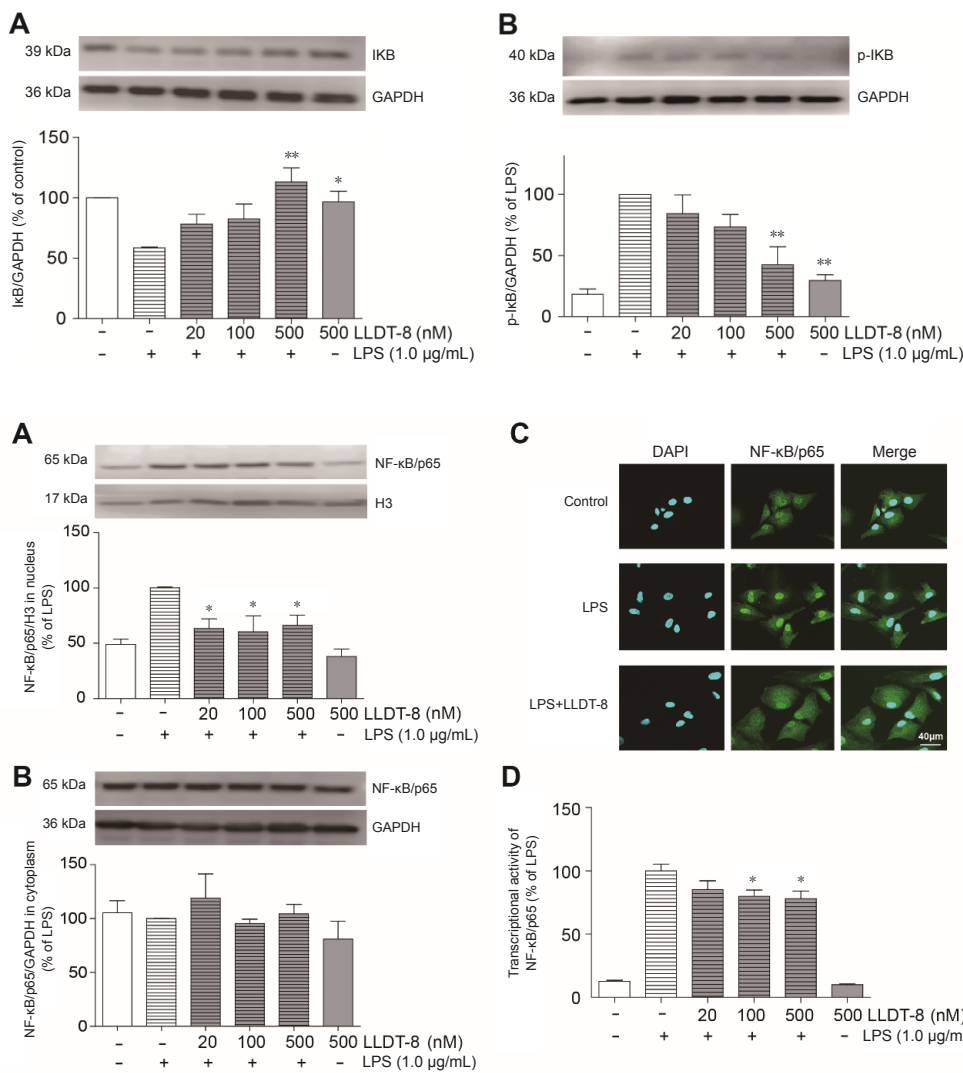 A
39 kDa IKB
36 kDa GAPDH
IκB/GAPDH (% of control)
150
100
50
0
** *
– – 20 100 500 500 LLDT-8 (nM)
– + + + + – LPS (1.0 µg/mL)
B
40 kDa p-IKB
36 kDa GAPDH
p-IκB/GAPDH (% of LPS)
150
100
50
0
** **
– – 20 100 500 500 LLDT-8 (nM)
– + + + + – LPS (1.0 µg/mL)
A
65 kDa NF-κB/p65
17 kDa H3
NF-κB/p65/H3 in nucleus
(% of LPS)
150
100
50
0
* * *
– – 20 100 500 500 LLDT-8 (nM)
– + + + + – LPS (1.0 µg/mL)
B
65 kDa NF-κB/p65
36 kDa GAPDH
NF-κB/p65/GAPDH in cytoplasm
(% of LPS)
150
100
50
0
– – 20 100 500 500 LLDT-8 (nM)
– + + + + – LPS (1.0 µg/mL)
C
DAPI NF-κB/p65 Merge
Control
LPS
LPS+LLDT-8
40µm
D
Transcriptional activity of
NF-κB/p65 (% of LPS)
150
100
50
0
* *
– – 20 100 500 500 LLDT-8 (nM)
– + + + + – LPS (1.0 µg/m